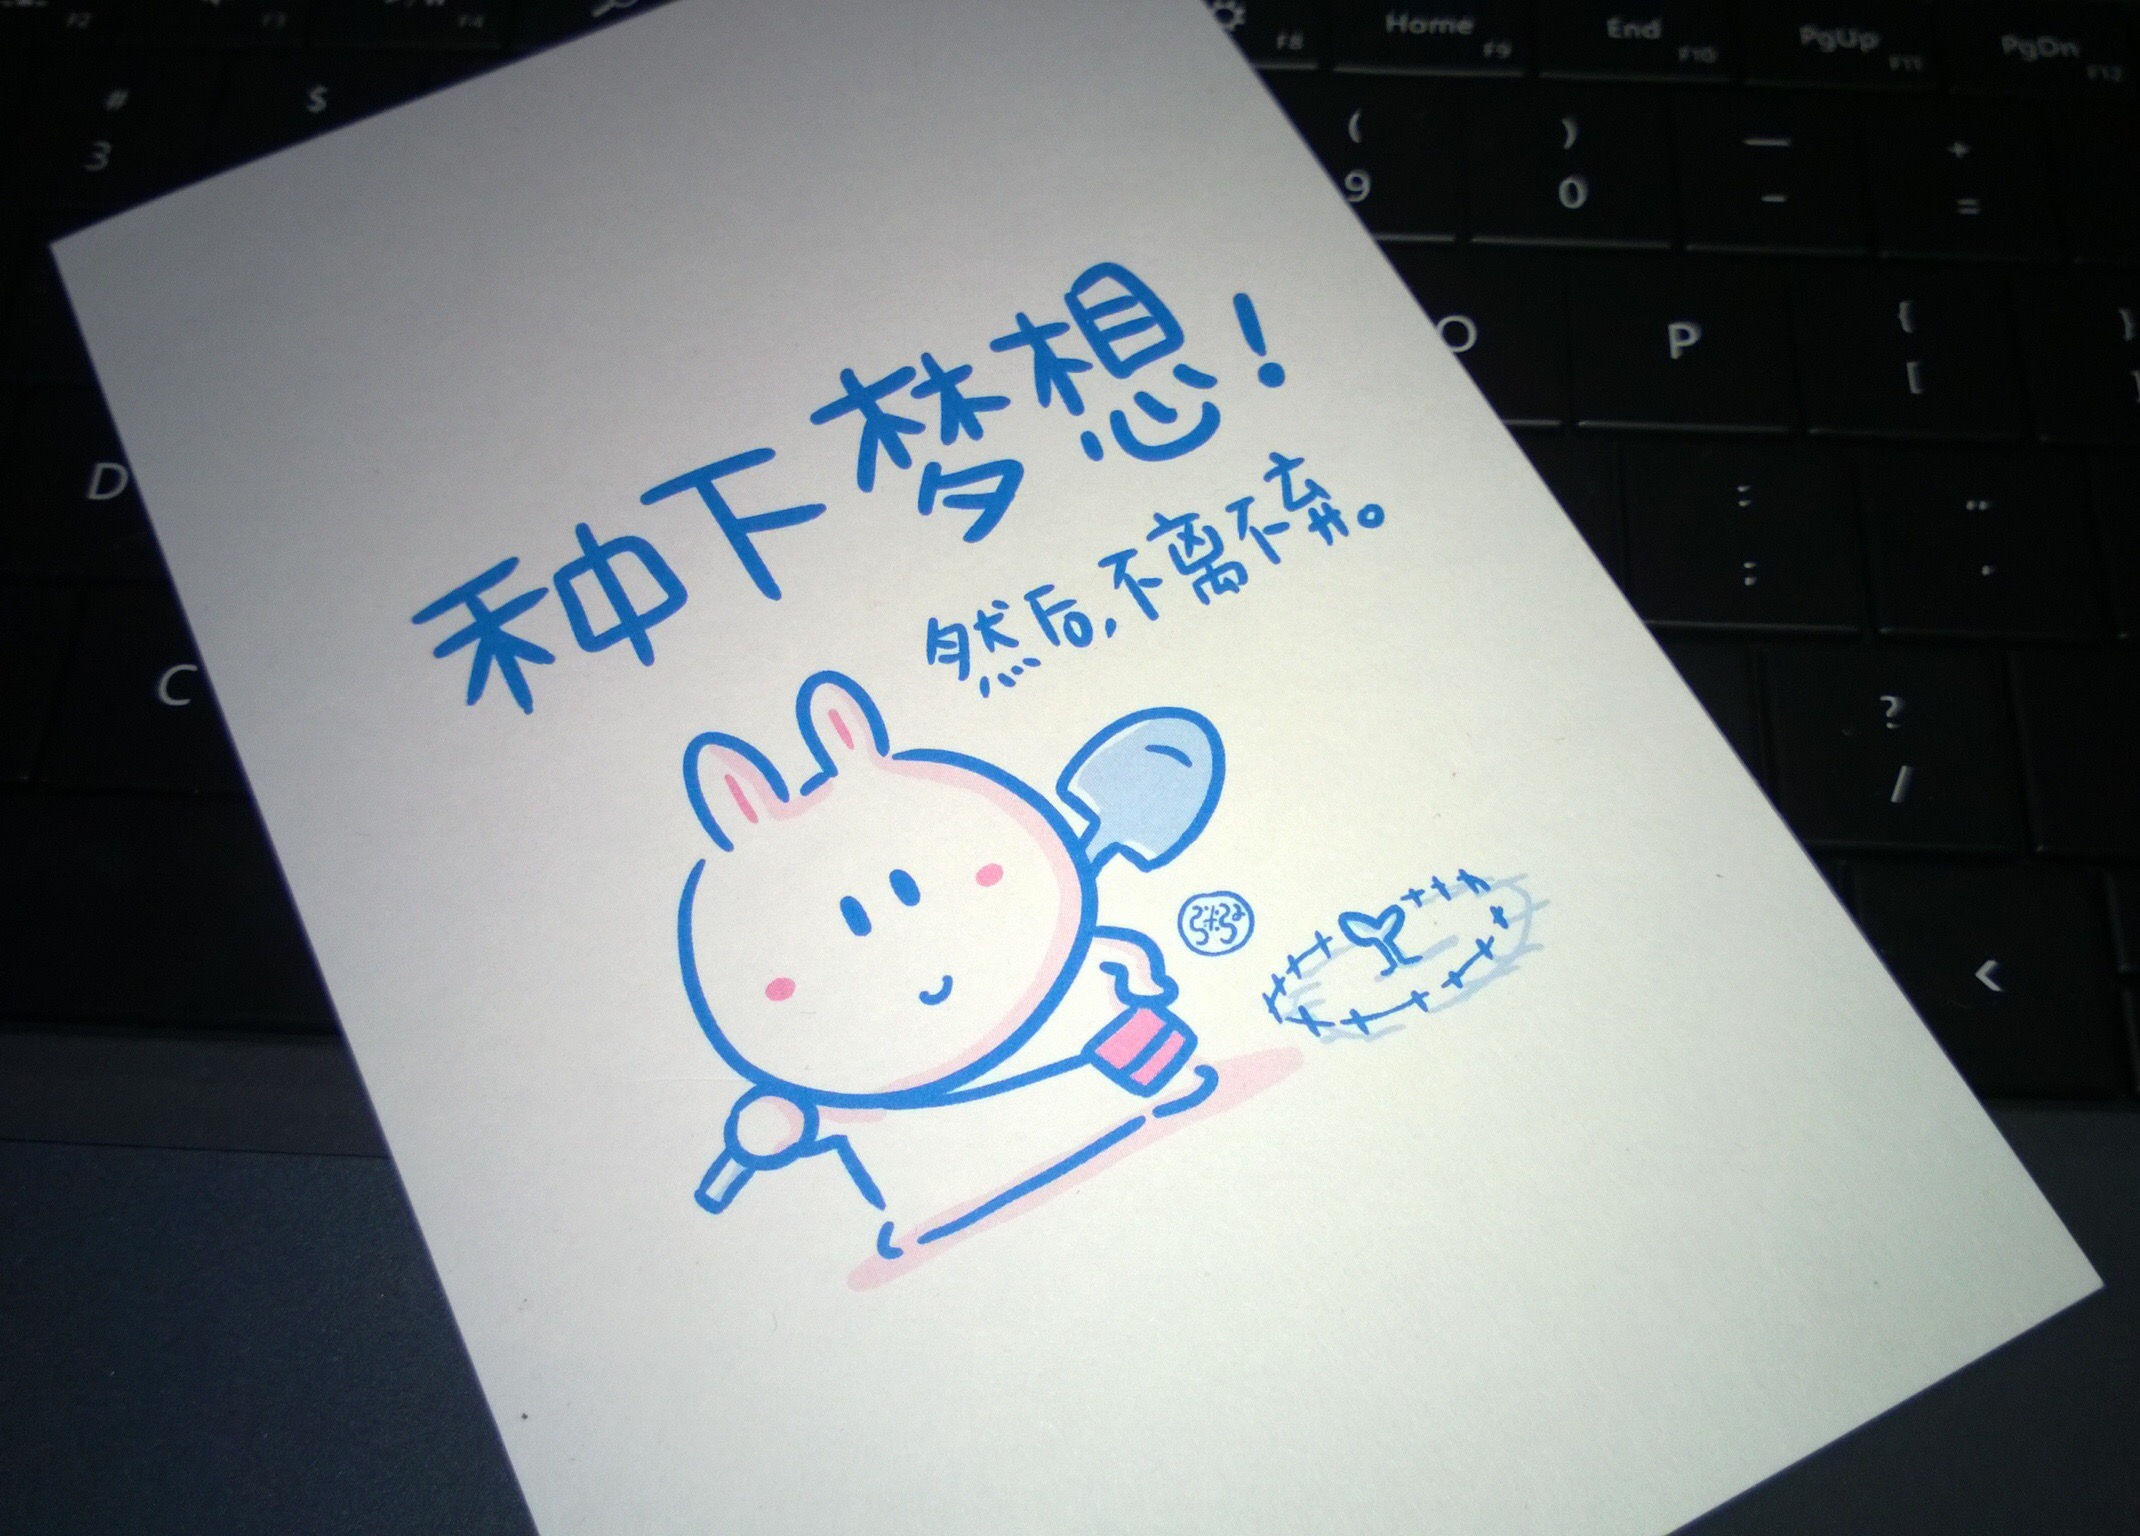 F2 F3 F4 F8 Home F9 End F10 PgUp F11 PgDn F12
# $ ( ) — +
3 9 0 - =
O P { }
[ ]
D : "
; '
C ? /
<
种下梦想!
然后,不离不弃。